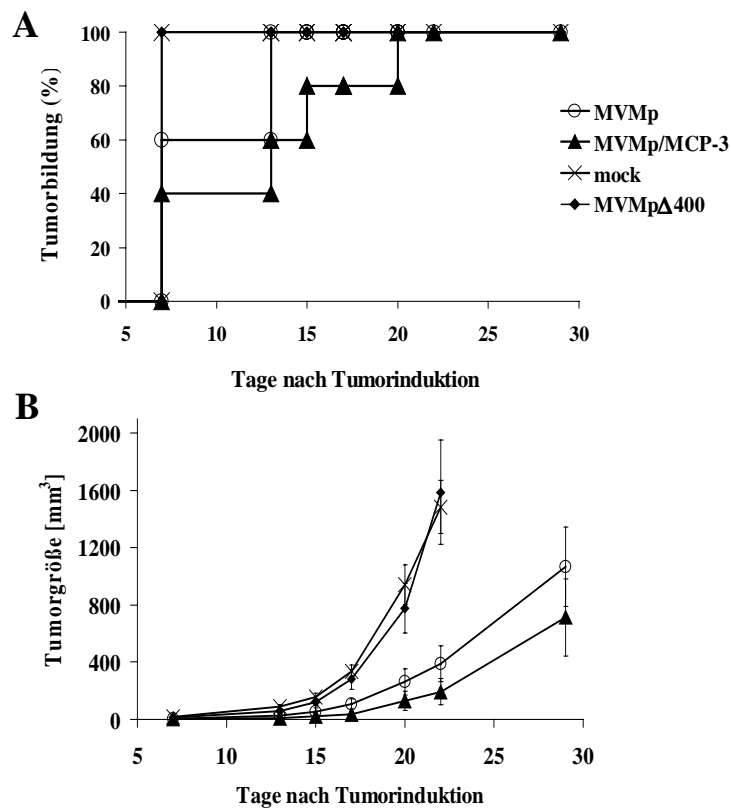 A
Tumorbildung (%)
100
80
60
40
20
0
5 10 15 20 25 30
Tage nach Tumorinduktion
MVMp
MVMp/MCP-3
mock
MVMpΔ400
B
Tumorgröße [mm³]
2000
1600
1200
800
400
0
5 10 15 20 25 30
Tage nach Tumorinduktion